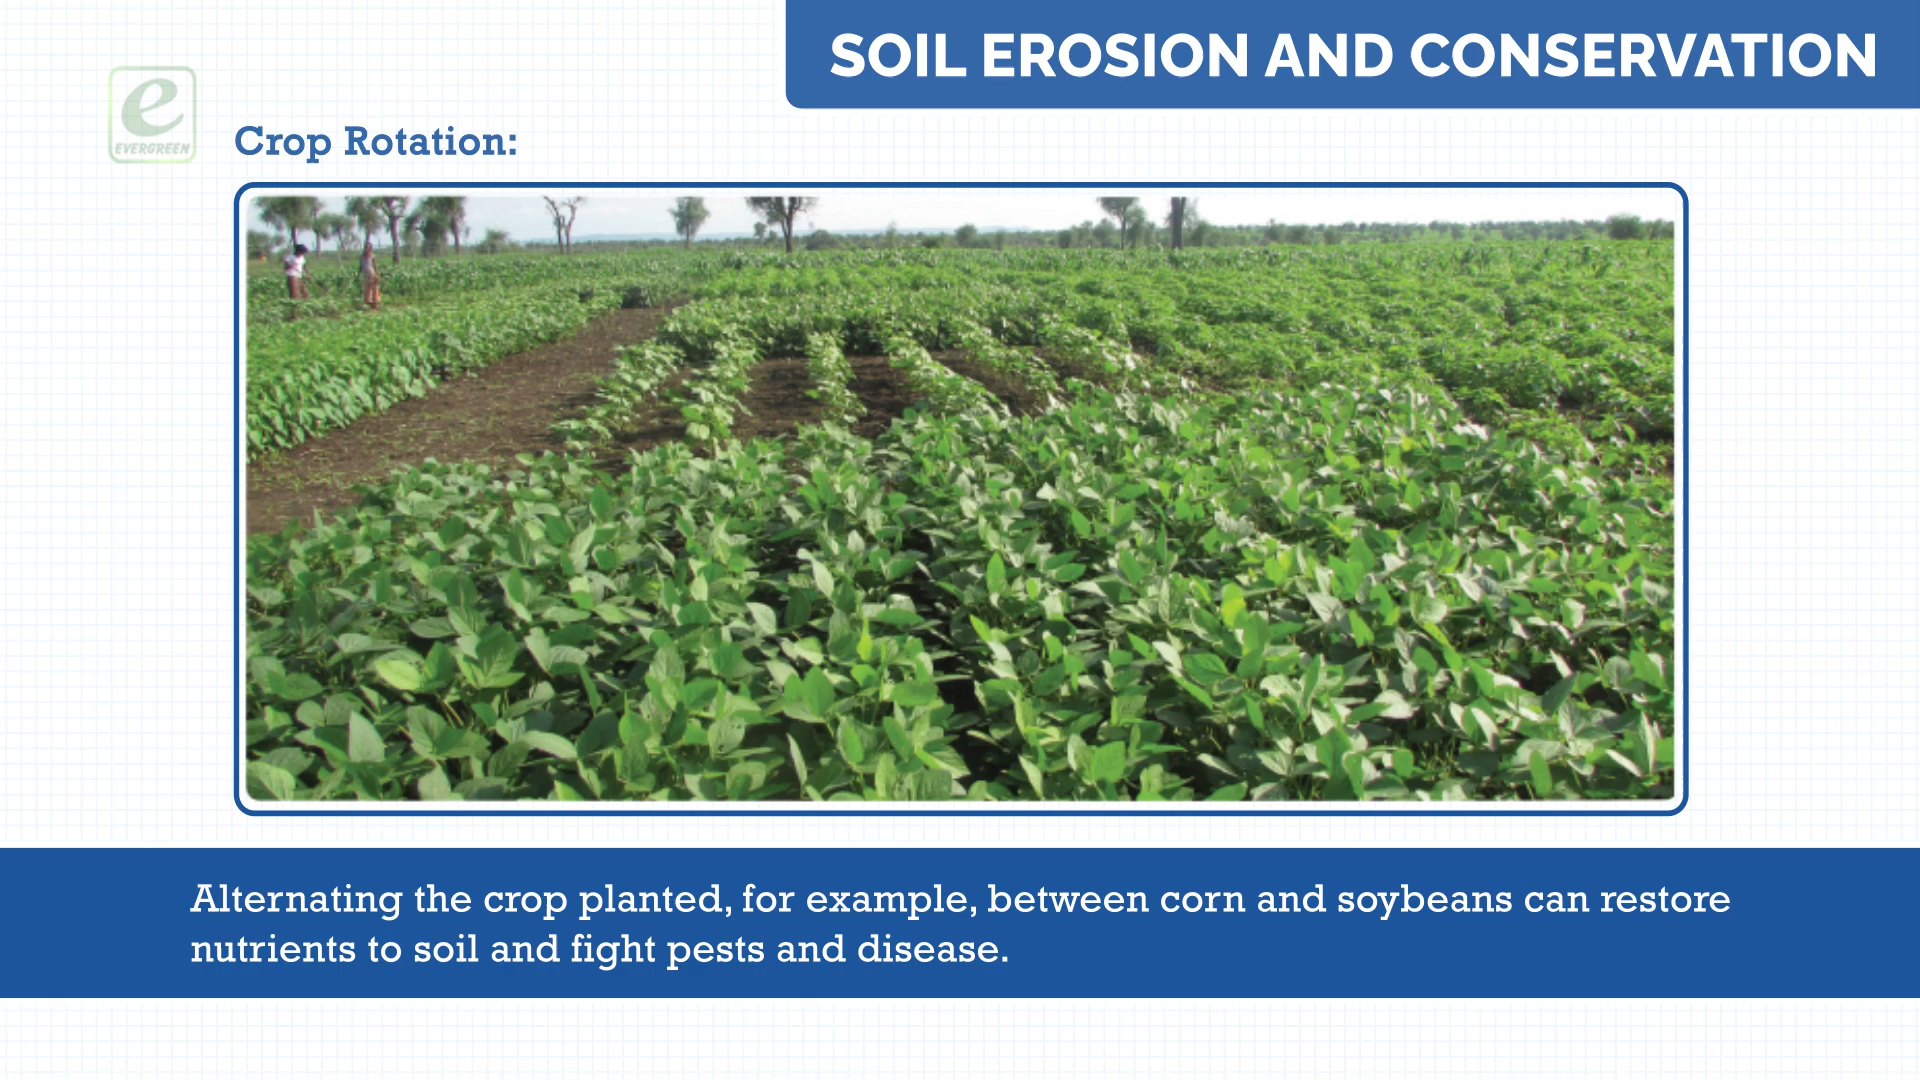 SOIL EROSION AND CONSERVATION
e
EVERGREEN
Crop Rotation:
Alternating the crop planted, for example, between corn and soybeans can restore
nutrients to soil and fight pests and disease.